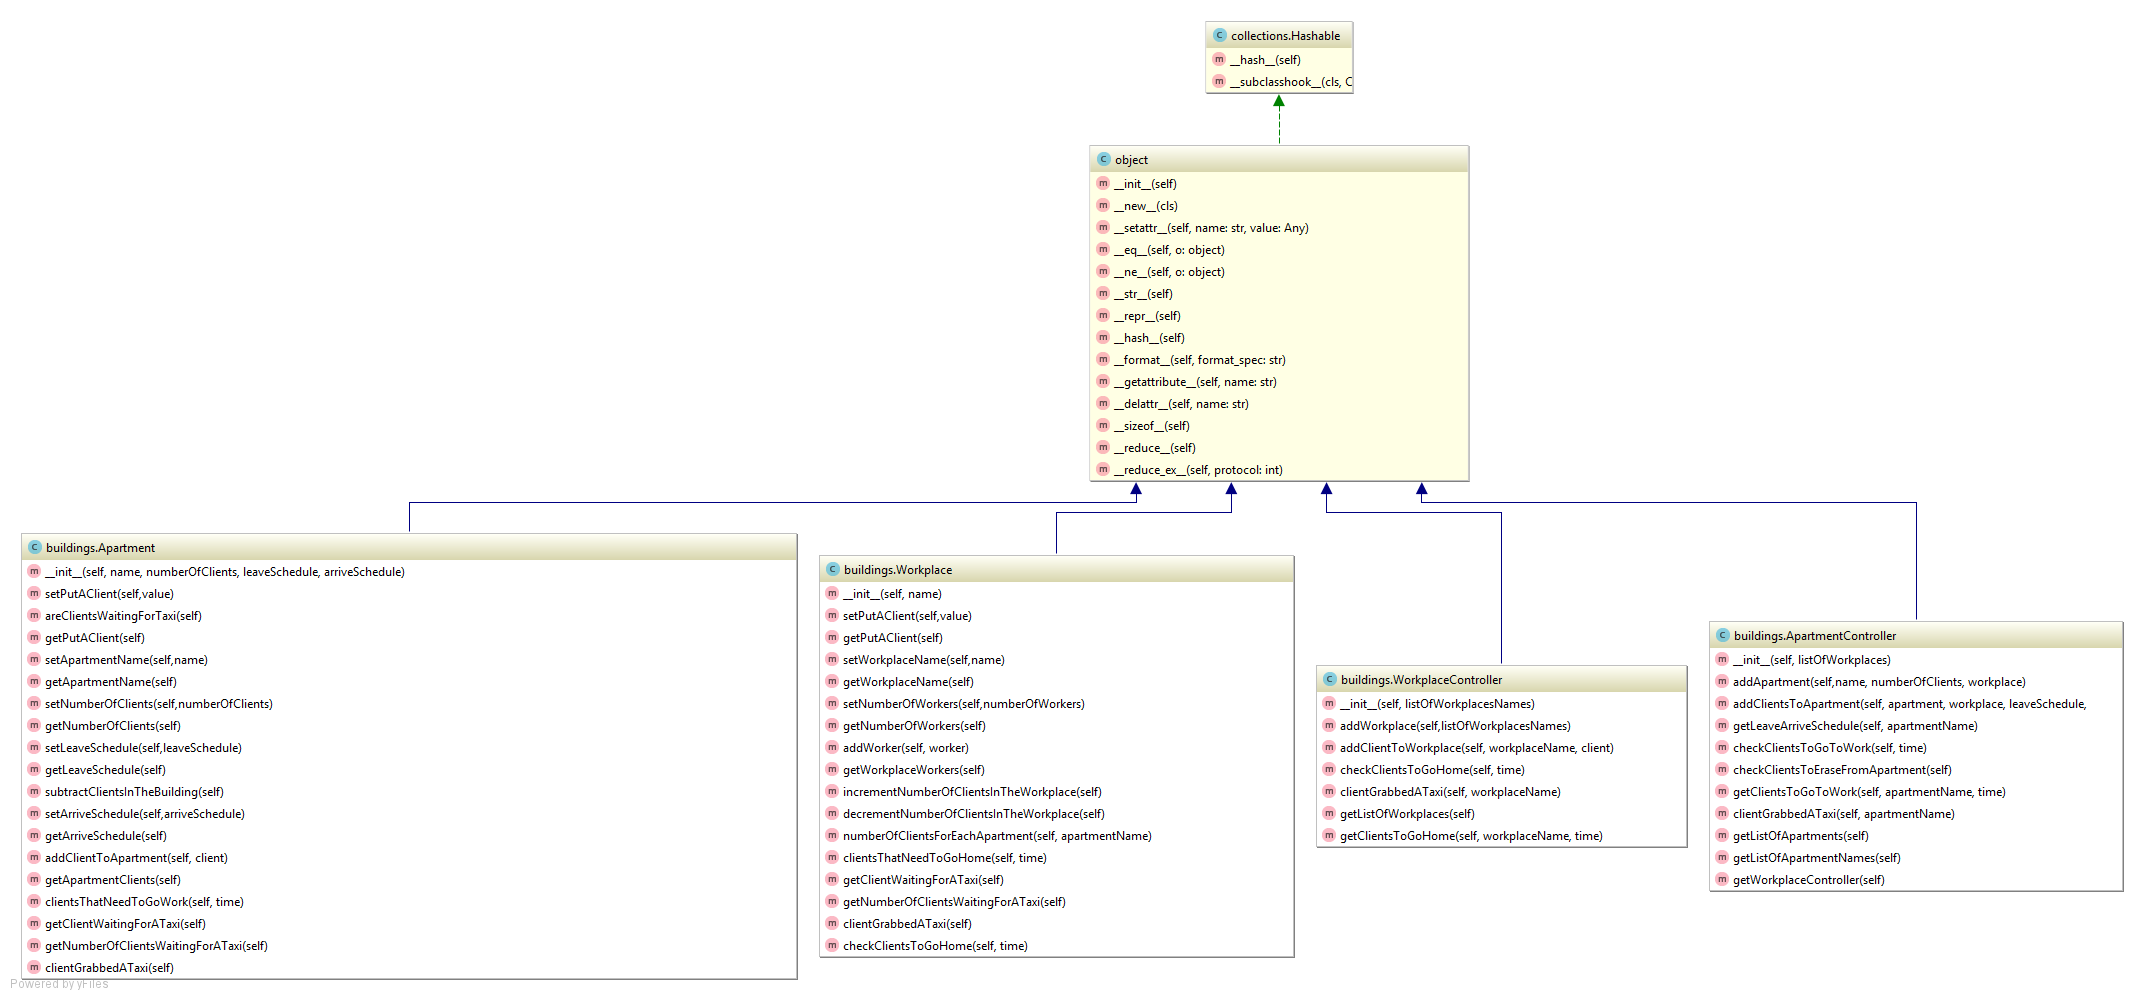 collections.Hashable
__hash__(self)
__subclasshook__(cls, C
object
__init__(self)
__new__(cls)
__setattr__(self, name: str, value: Any)
__eq__(self, o: object)
__ne__(self, o: object)
__str__(self)
__repr__(self)
__hash__(self)
__format__(self, format_spec: str)
__getattribute__(self, name: str)
__delattr__(self, name: str)
__sizeof__(self)
__reduce__(self)
__reduce_ex__(self, protocol: int)
buildings.Apartment
__init__(self, name, numberOfClients, leaveSchedule, arriveSchedule)
setPutAClient(self,value)
areClientsWaitingForTaxi(self)
getPutAClient(self)
setApartmentName(self,name)
getApartmentName(self)
setNumberOfClients(self,numberOfClients)
getNumberOfClients(self)
setLeaveSchedule(self,leaveSchedule)
getLeaveSchedule(self)
subtractClientsInTheBuilding(self)
setArriveSchedule(self,arriveSchedule)
getArriveSchedule(self)
addClientToApartment(self, client)
getApartmentClients(self)
clientsThatNeedToGoWork(self, time)
getClientWaitingForATaxi(self)
getNumberOfClientsWaitingForATaxi(self)
clientGrabbedATaxi(self)
buildings.Workplace
__init__(self, name)
setPutAClient(self,value)
getPutAClient(self)
setWorkplaceName(self,name)
getWorkplaceName(self)
setNumberOfWorkers(self,numberOfWorkers)
getNumberOfWorkers(self)
addWorker(self, worker)
getWorkplaceWorkers(self)
incrementNumberOfClientsInTheWorkplace(self)
decrementNumberOfClientsInTheWorkplace(self)
numberOfClientsForEachApartment(self, apartmentName)
clientsThatNeedToGoHome(self, time)
getClientWaitingForATaxi(self)
getNumberOfClientsWaitingForATaxi(self)
clientGrabbedATaxi(self)
checkClientsToGoHome(self, time)
buildings.WorkplaceController
__init__(self, listOfWorkplacesNames)
addWorkplace(self,listOfWorkplacesNames)
addClientToWorkplace(self, workplaceName, client)
checkClientsToGoHome(self, time)
clientGrabbedATaxi(self, workplaceName)
getListOfWorkplaces(self)
getClientsToGoHome(self, workplaceName, time)
buildings.ApartmentController
__init__(self, listOfWorkplaces)
addApartment(self,name, numberOfClients, workplace)
addClientsToApartment(self, apartment, workplace, leaveSchedule,
getLeaveArriveSchedule(self, apartmentName)
checkClientsToGoToWork(self, time)
checkClientsToEraseFromApartment(self)
getClientsToGoToWork(self, apartmentName, time)
clientGrabbedATaxi(self, apartmentName)
getListOfApartments(self)
getListOfApartmentNames(self)
getWorkplaceController(self)
Powered by yFiles